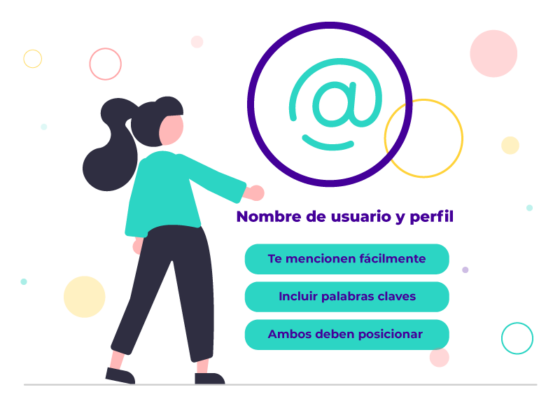 @
Nombre de usuario y perfil
Te mencionen fácilmente
Incluir palabras claves
Ambos deben posicionar